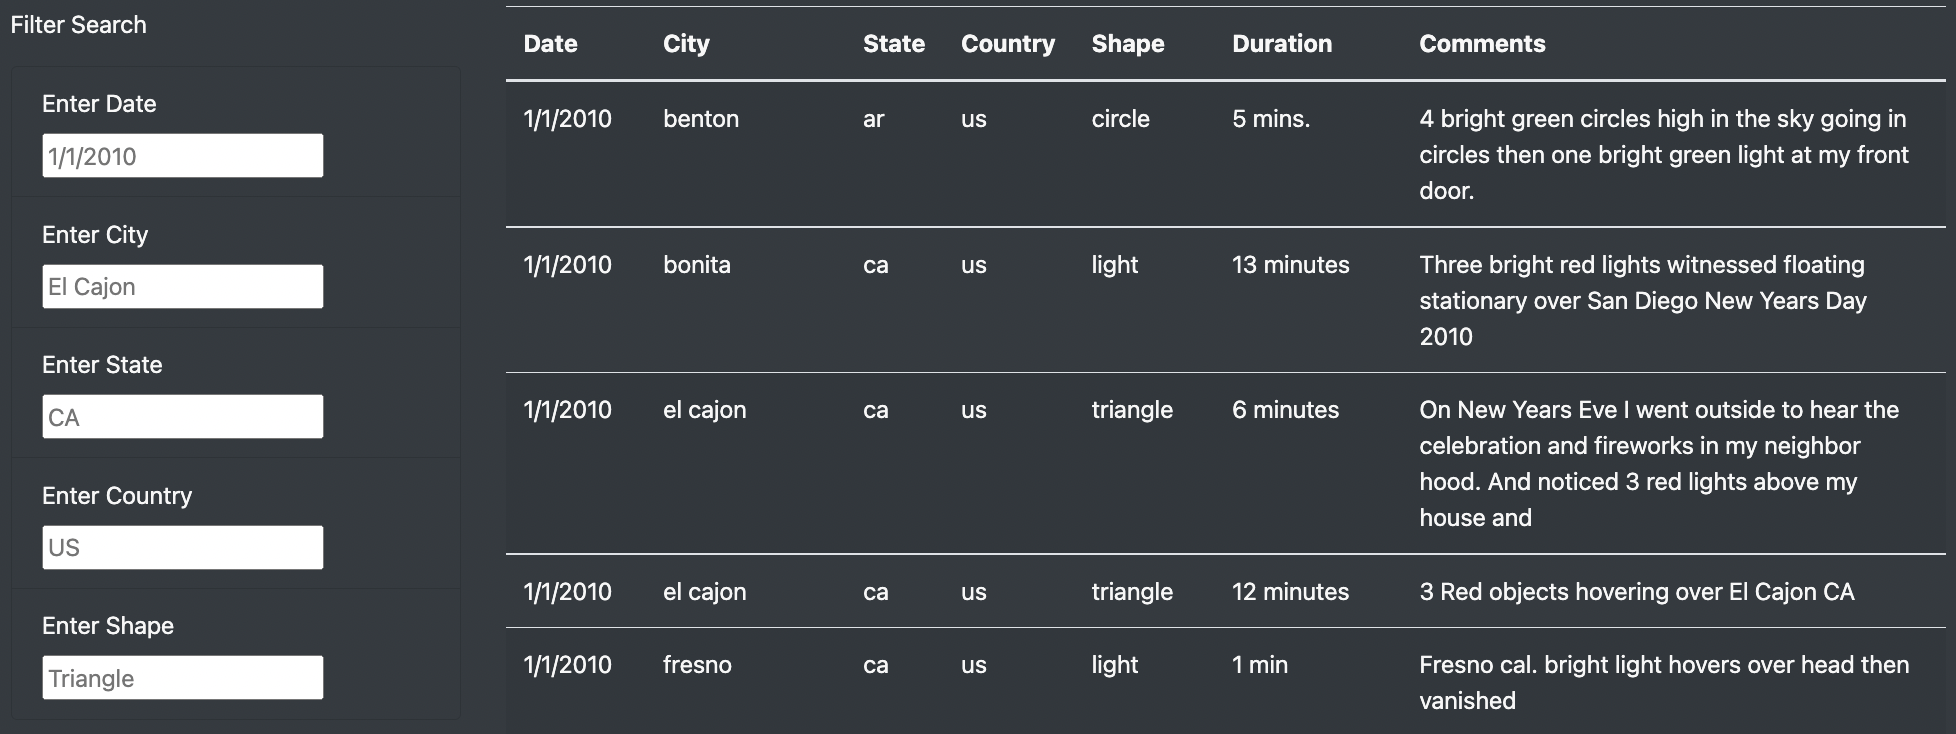 Filter Search
Enter Date
1/1/2010
Enter City
El Cajon
Enter State
CA
Enter Country
US
Enter Shape
Triangle
Date City State Country Shape Duration Comments
1/1/2010 benton ar us circle 5 mins. 4 bright green circles high in the sky going in
circles then one bright green light at my front
door.
1/1/2010 bonita ca us light 13 minutes Three bright red lights witnessed floating
stationary over San Diego New Years Day
2010
1/1/2010 el cajon ca us triangle 6 minutes On New Years Eve I went outside to hear the
celebration and fireworks in my neighbor
hood. And noticed 3 red lights above my
house and
1/1/2010 el cajon ca us triangle 12 minutes 3 Red objects hovering over El Cajon CA
1/1/2010 fresno ca us light 1 min Fresno cal. bright light hovers over head then
vanished